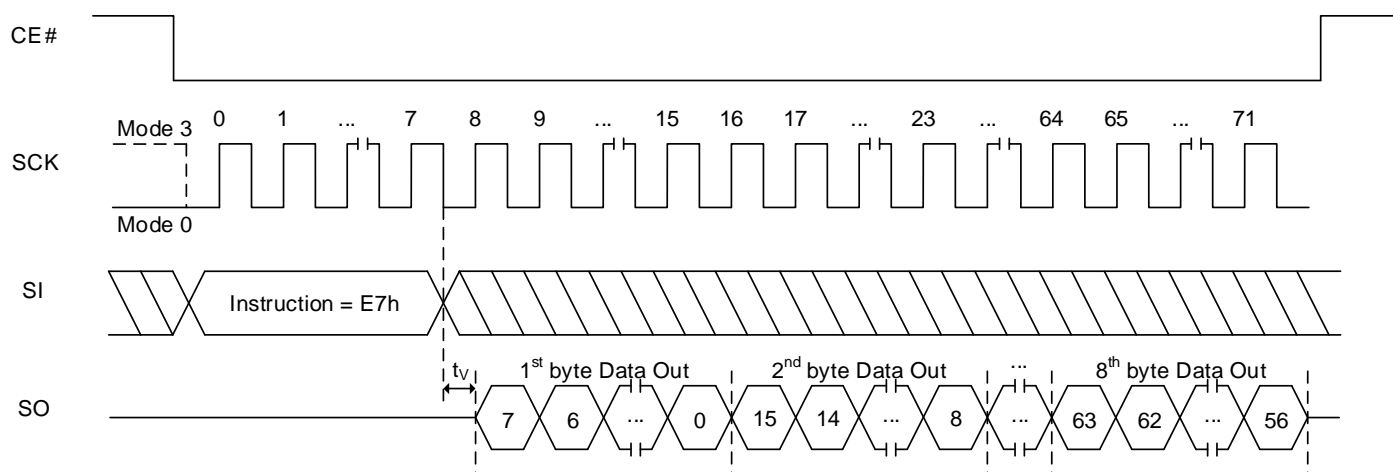 CE#
Mode 3 0 1 ... 7 8 9 ... 15 16 17 ... 23 ... 64 65 ... 71
SCK
Mode 0
SI Instruction = E7h
tV 1st byte Data Out 2nd byte Data Out ... 8th byte Data Out
SO 7 6 ... 0 15 14 ... 8 ... 63 62 ... 56